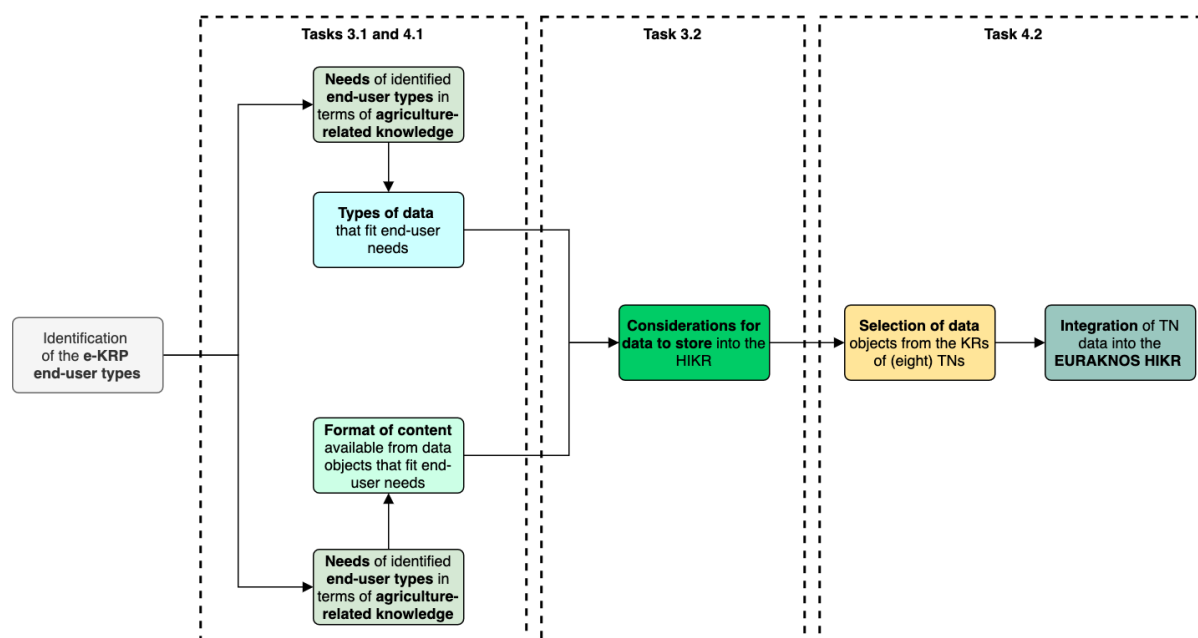 Tasks 3.1 and 4.1
Task 3.2
Task 4.2
Needs of identified
end-user types in
terms of agriculture-
related knowledge
Types of data
that fit end-user
needs
Identification
of the e-KRP
end-user types
Considerations for
data to store into the
HIKR
Selection of data
objects from the KRs
of (eight) TNs
Integration of TN
data into the
EURAKNOS HIKR
Format of content
available from data
objects that fit end-
user needs
Needs of identified
end-user types in
terms of agriculture-
related knowledge